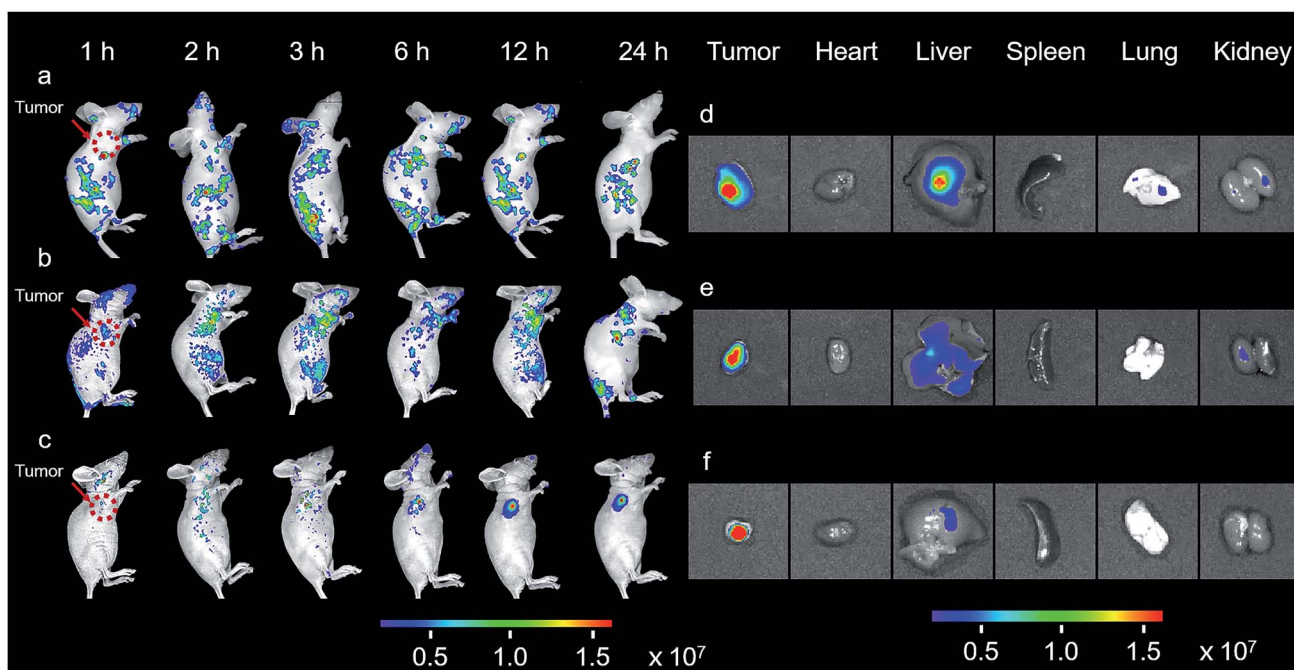 1 h 2 h 3 h 6 h 12 h 24 h Tumor Heart Liver Spleen Lung Kidney
a
Tumor
d
b
Tumor
e
c
Tumor
f
0.5 1.0 1.5 x 10⁷
0.5 1.0 1.5 x 10⁷